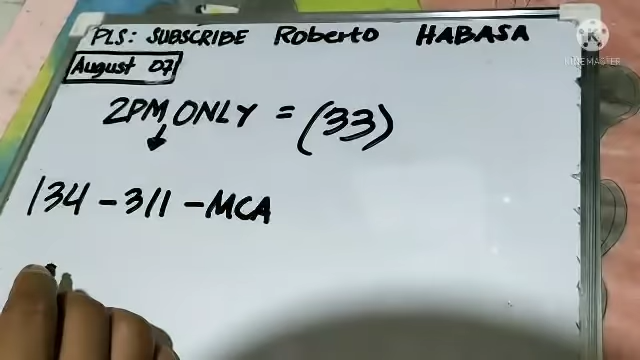 PLS: SUBSCRIBE Roberto HABASA
August 07
2PM ONLY = (33)
134 - 311 - MCA
KINEMASTER